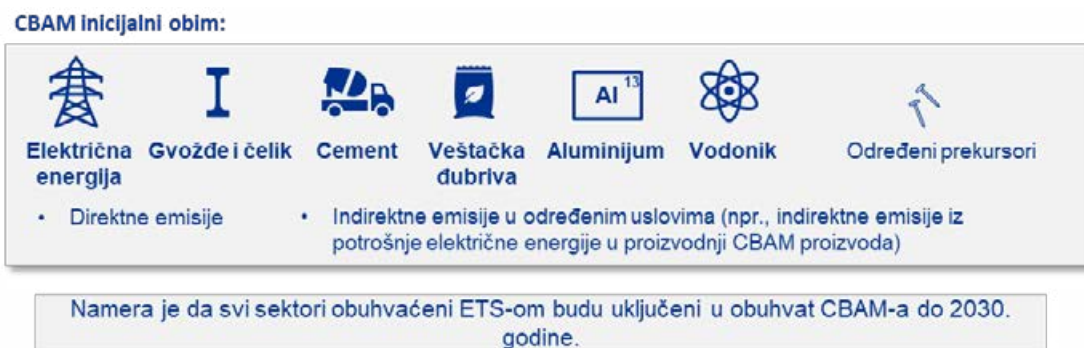 CBAM inicijalni obim:
Al 13
Električna energija
Gvožđe i čelik
Cement
Veštačka đubriva
Aluminijum
Vodonik
Određeni prekursori
• Direktne emisije
• Indirektne emisije u određenim uslovima (npr., indirektne emisije iz
potrošnje električne energije u proizvodnji CBAM proizvoda)
Namera je da svi sektori obuhvaćeni ETS-om budu uključeni u obuhvat CBAM-a do 2030.
godine.